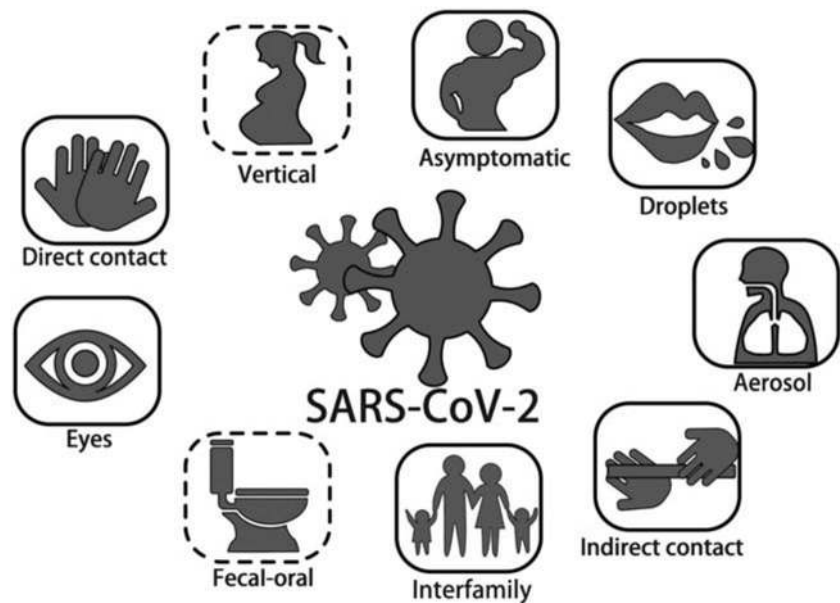 Vertical
Asymptomatic
Droplets
Direct contact
Aerosol
SARS-CoV-2
Eyes
Indirect contact
Fecal-oral
Interfamily